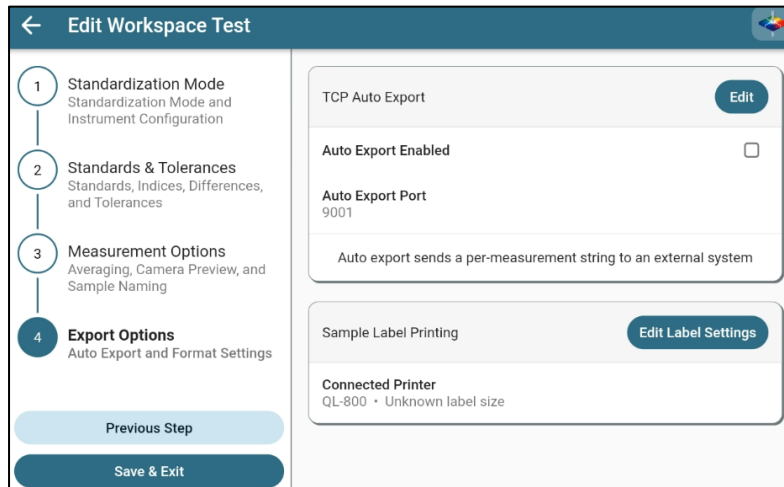 Edit Workspace Test
1
Standardization Mode
Standardization Mode and
Instrument Configuration
2
Standards & Tolerances
Standards, Indices, Differences,
and Tolerances
3
Measurement Options
Averaging, Camera Preview, and
Sample Naming
4
Export Options
Auto Export and Format Settings
Previous Step
Save & Exit
TCP Auto Export
Edit
Auto Export Enabled
Auto Export Port
9001
Auto export sends a per-measurement string to an external system
Sample Label Printing
Edit Label Settings
Connected Printer
QL-800 • Unknown label size